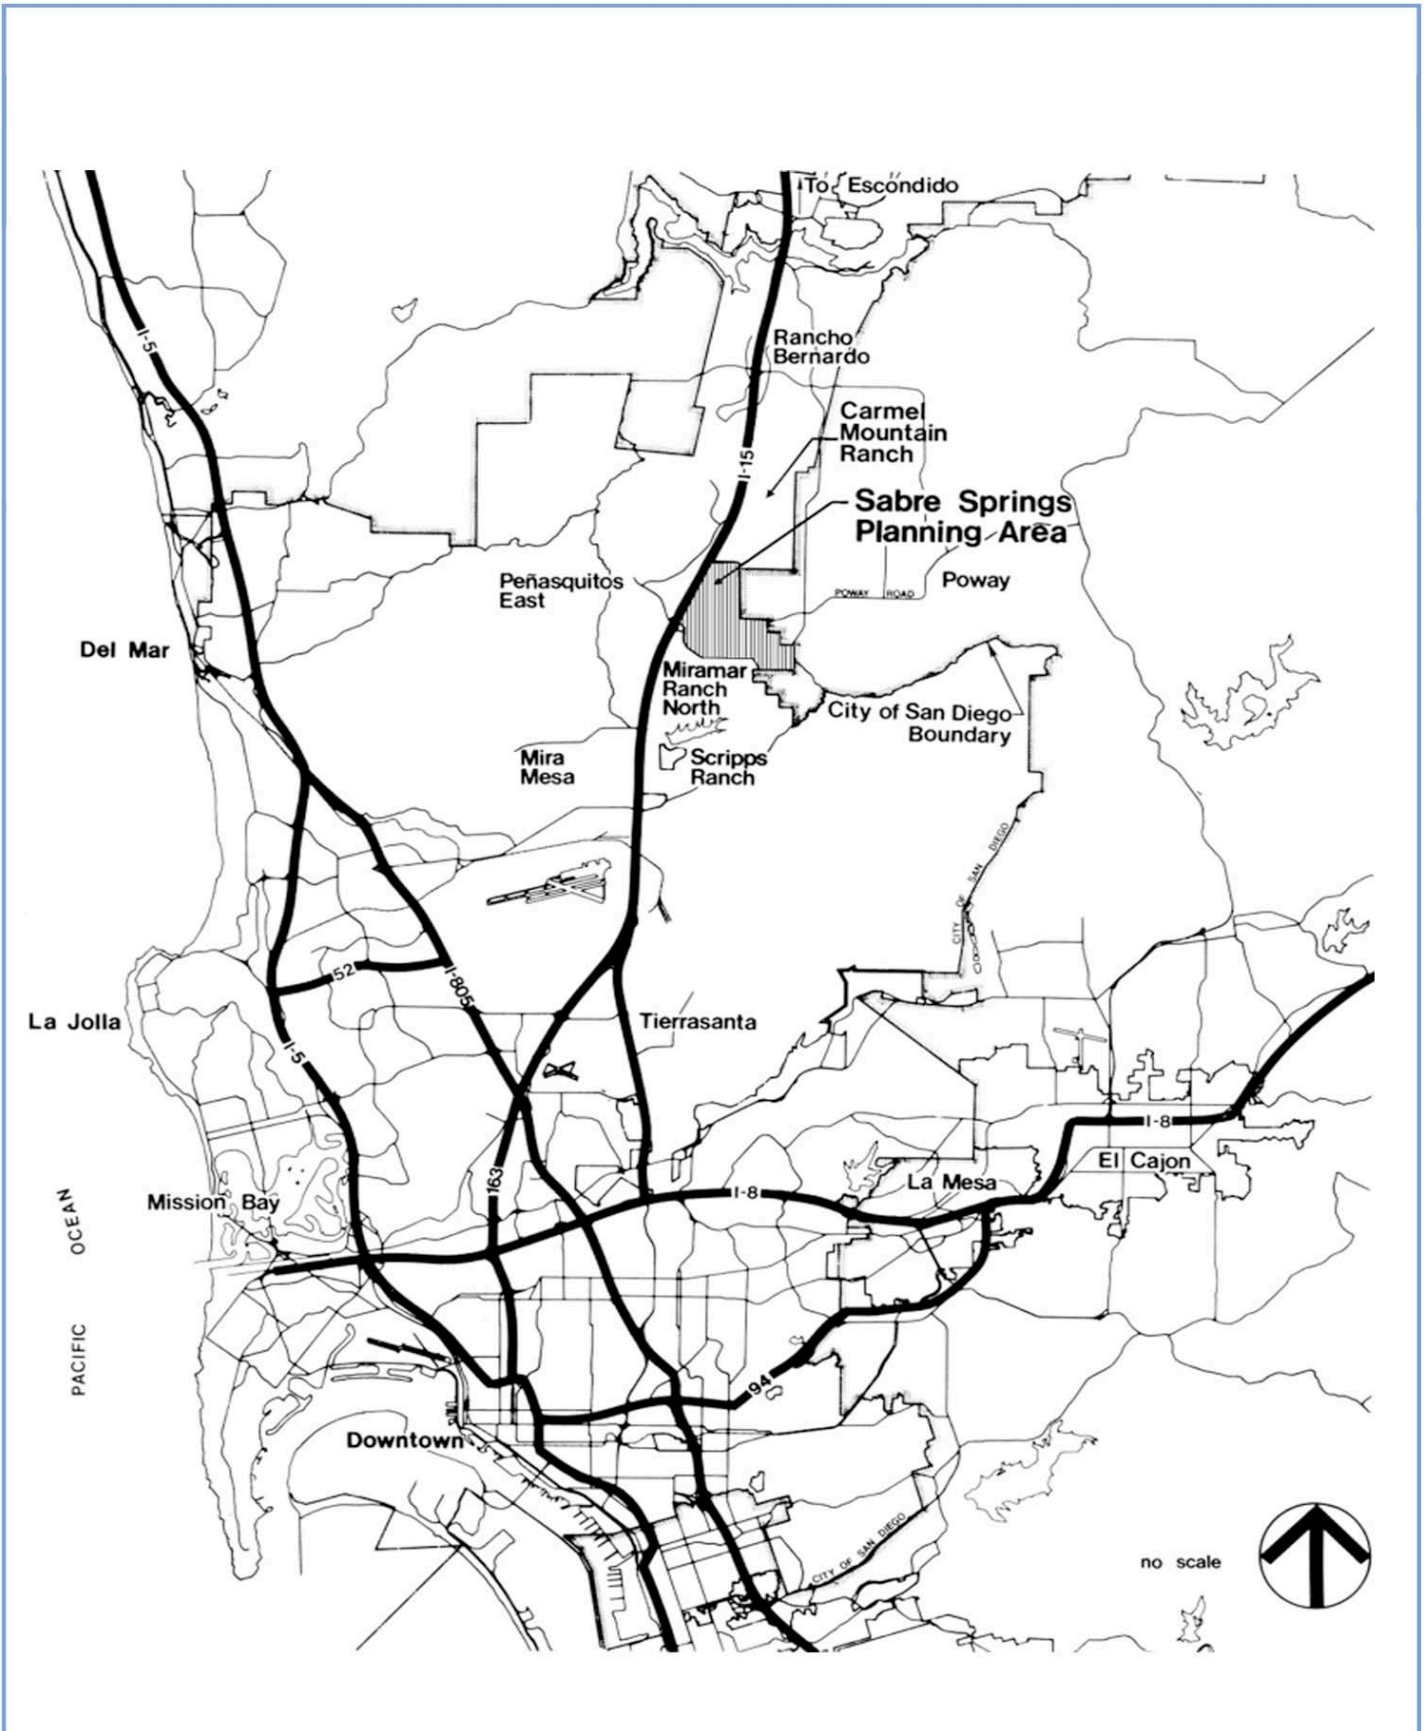 To Escondido
I-5
Rancho
Bernardo
Carmel
Mountain
Ranch
I-15
Sabre Springs
Planning Area
Peñasquitos
East
Poway
POWAY ROAD
Del Mar
Miramar
Ranch
North
City of San Diego
Boundary
Mira
Mesa
Scripps
Ranch
CITY OF SAN DIEGO
52
I-805
La Jolla
Tierrasanta
I-5
I-8
El Cajon
163
La Mesa
I-8
Mission Bay
PACIFIC OCEAN
94
Downtown
CITY OF SAN DIEGO
no scale